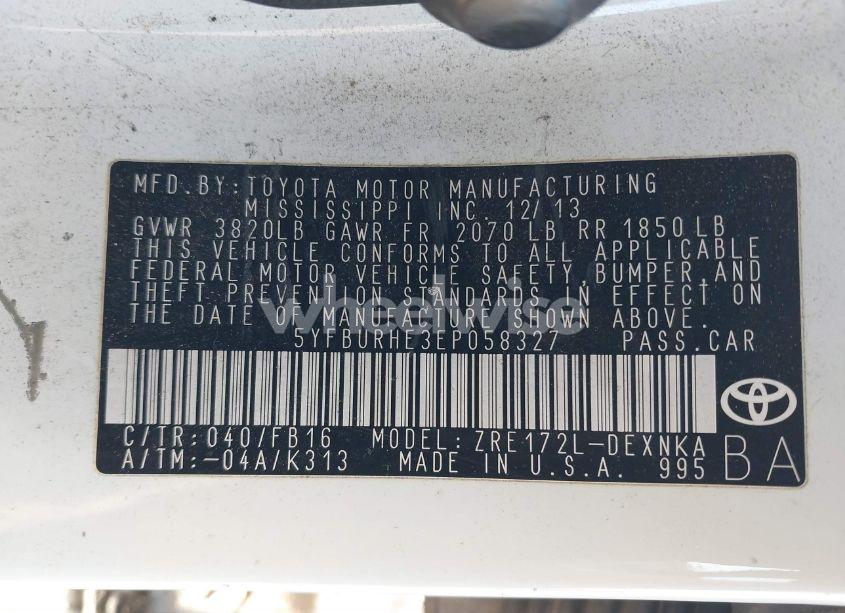 MFD.BY:TOYOTA MOTOR MANUFACTURING
MISSISSIPPI INC. 12/13
GVWR 3820LB GAWR FR 2070 LB RR 1850 LB
THIS VEHICLE CONFORMS TO ALL APPLICABLE
FEDERAL MOTOR VEHICLE SAFETY,BUMPER,AND
THEFT PREVENTION STANDARDS IN EFFECT ON
THE DATE OF MANUFACTURE SHOWN ABOVE.
wheelwise
5YFBURHE3EP058327 PASS.CAR
C/TR:040/FB16 MODEL:ZRE172L-DEXNKA
A/TM:-04A/K313 MADE IN U.S.A. 995
BA